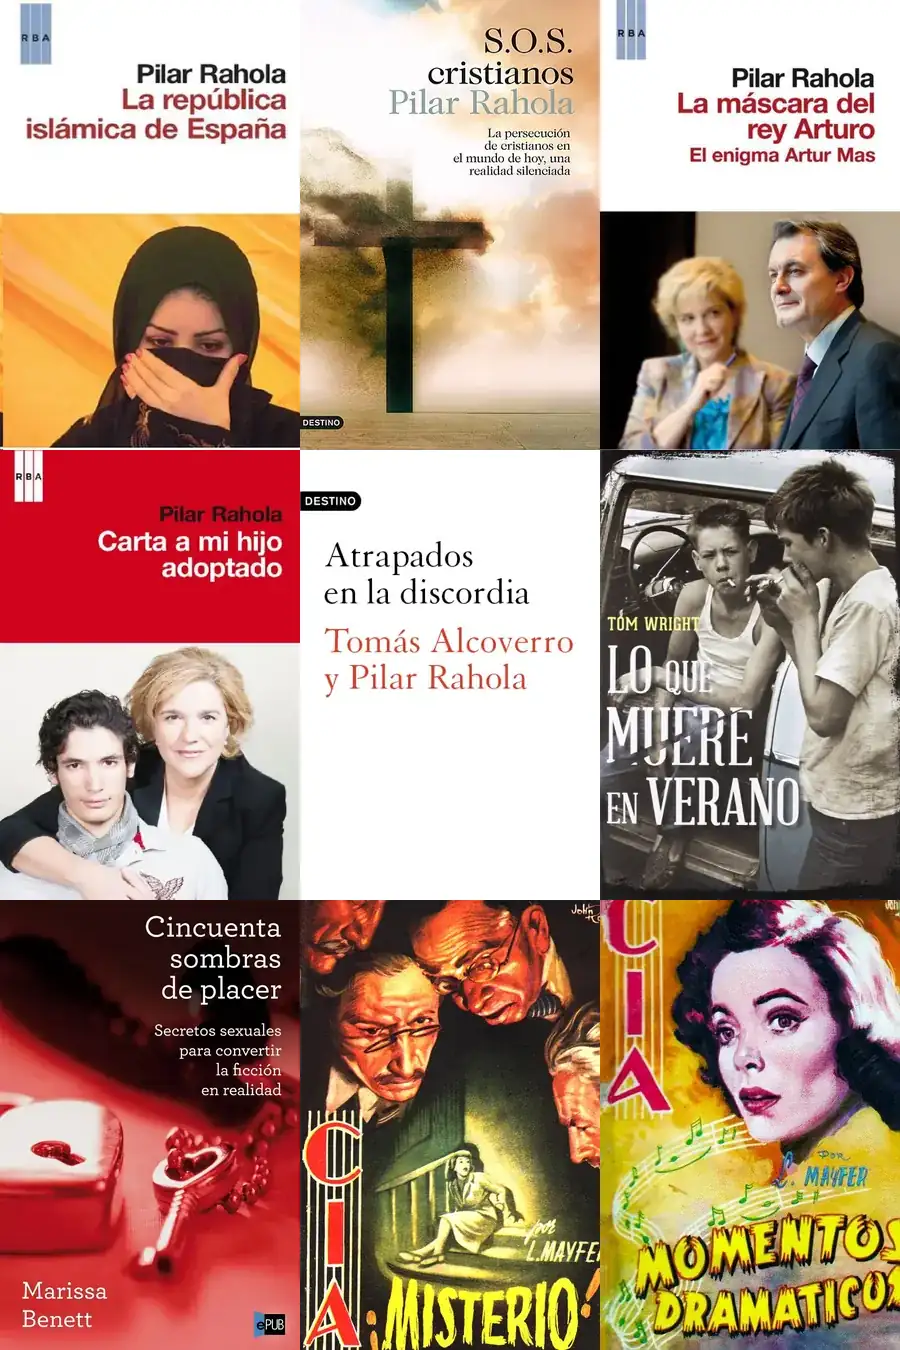 RBA
Pilar Rahola
La república
islámica de España
S.O.S.
cristianos
Pilar Rahola
La persecución
de cristianos en
el mundo de hoy, una
realidad silenciada
DESTINO
RBA
Pilar Rahola
La máscara del
rey Arturo
El enigma Artur Mas
RBA
Pilar Rahola
Carta a mi hijo
adoptado
DESTINO
Atrapados
en la discordia
Tomás Alcoverro
y Pilar Rahola
TOM WRIGHT
LO QUE
MUERE
EN VERANO
Cincuenta
sombras
de placer
Secretos sexuales
para convertir
la ficción
en realidad
Marissa
Benett
ePUB
CIA
por
L. MAYFER
¡MISTERIO!
CIA
POR
L. MAYFER
MOMENTOS
DRAMATICOS